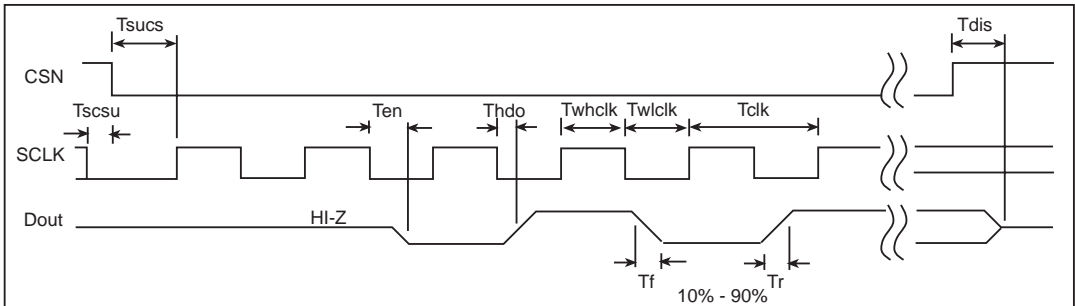 Tsucs
Tdis
CSN
Tscsu
Ten
Thdo
Twhclk
Twlclk
Tclk
SCLK
Dout
HI-Z
Tf
Tr
10% - 90%